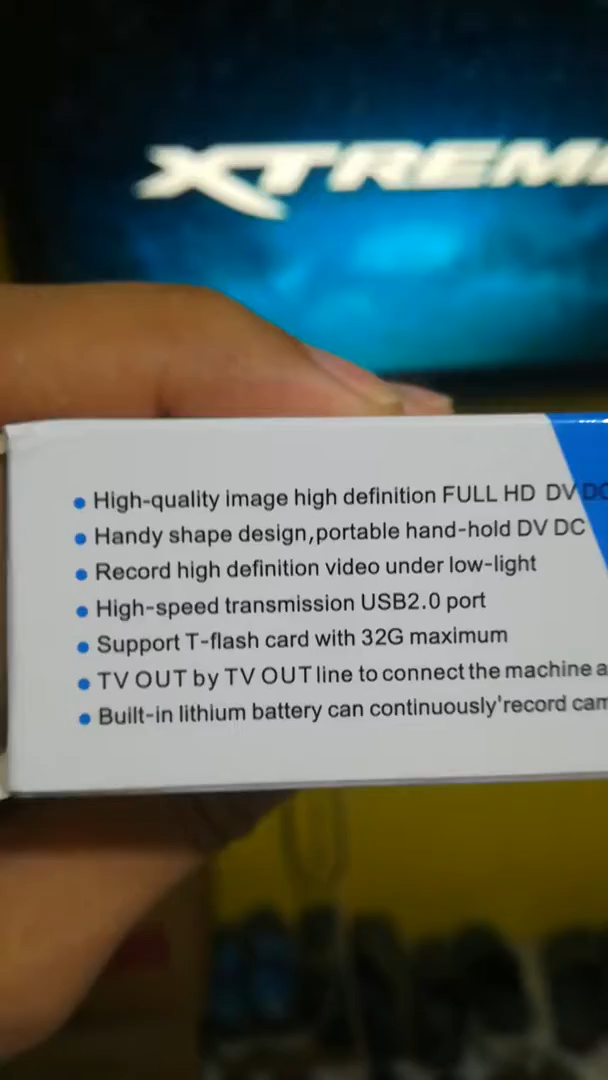 XTREM
High-quality image high definition FULL HD DV DC
Handy shape design,portable hand-hold DV DC
Record high definition video under low-light
High-speed transmission USB2.0 port
Support T-flash card with 32G maximum
TV OUT by TV OUT line to connect the machine a
Built-in lithium battery can continuously'record cam